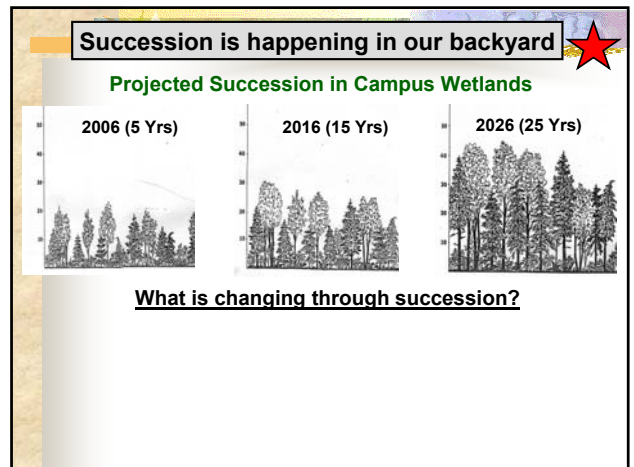 Succession is happening in our backyard
Projected Succession in Campus Wetlands
2006 (5 Yrs)
2016 (15 Yrs)
2026 (25 Yrs)
What is changing through succession?